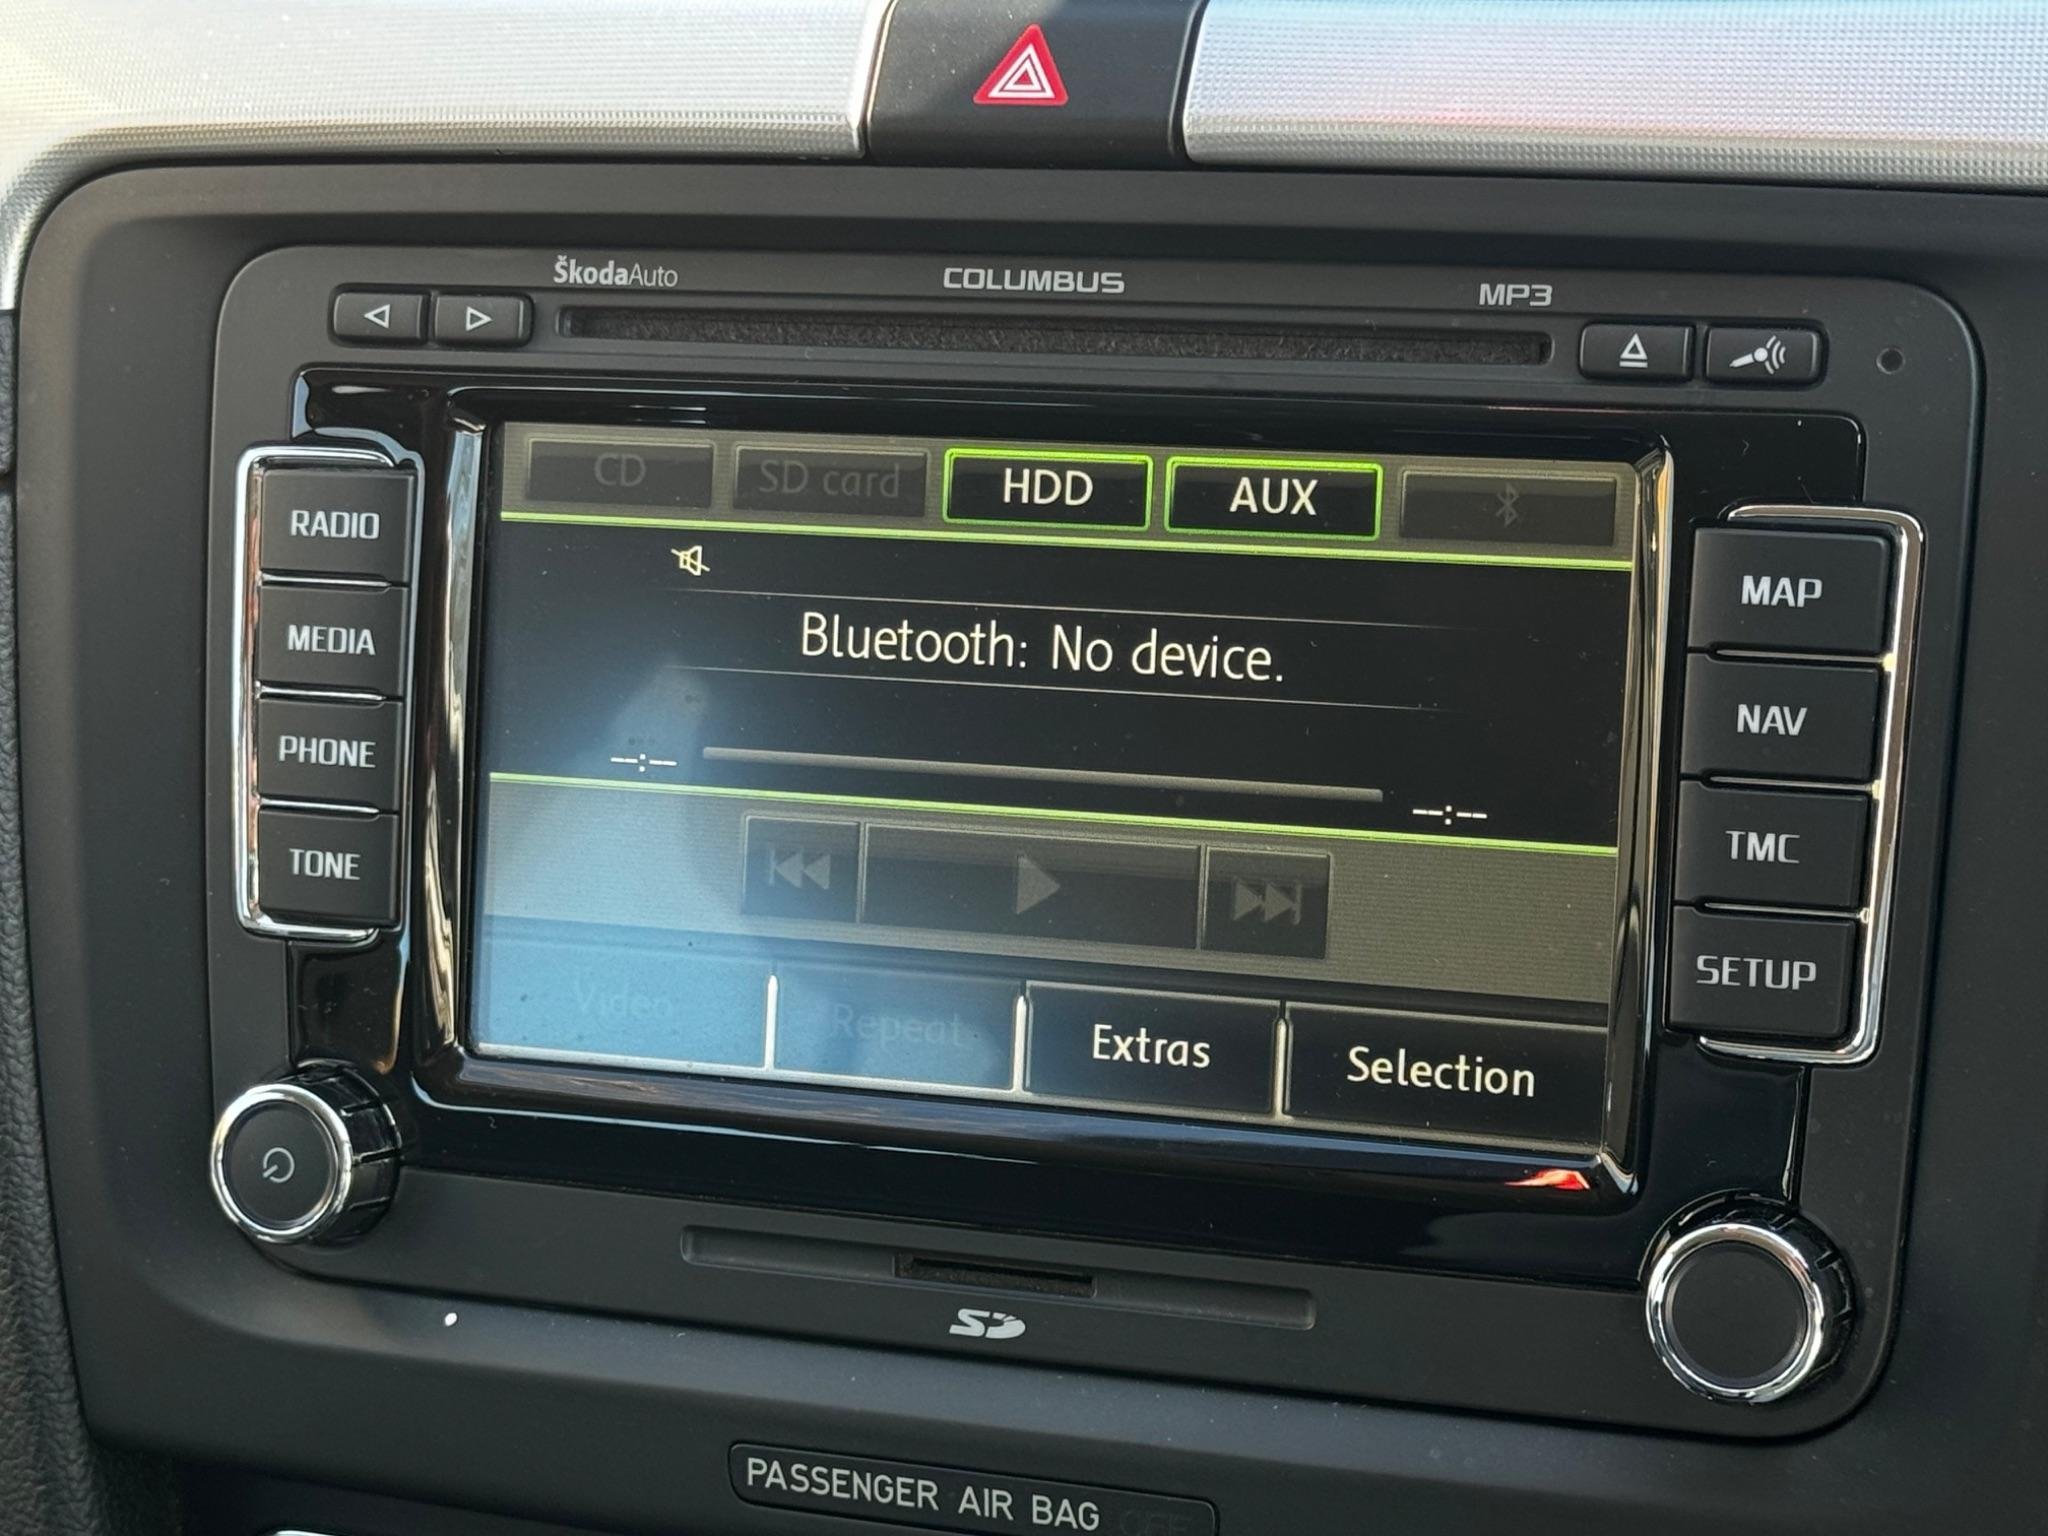 ŠkodaAuto
COLUMBUS
MP3
CD
SD card
HDD
AUX
RADIO
MEDIA
PHONE
TONE
Bluetooth: No device.
--:--
--:--
MAP
NAV
TMC
SETUP
Video
Repeat
Extras
Selection
SD
PASSENGER AIR BAG OFF